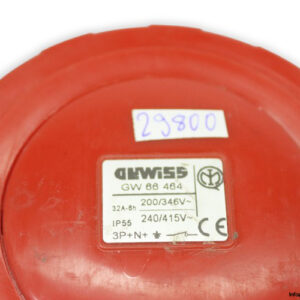 29800
GEWISS
GW 66 464
200/346V~
32A-6h
240/415V~
IP55
3P+N+
CE